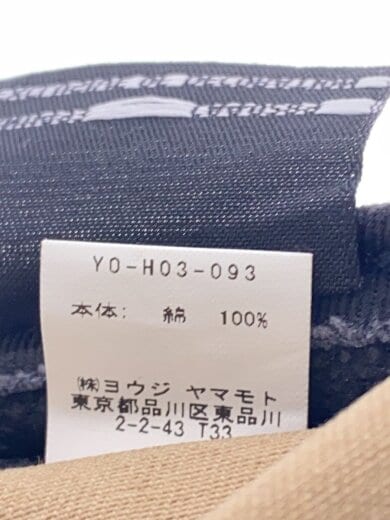 YO-H03-093
本体: 綿 100%
㈱ヨウジ ヤマモト
東京都品川区東品川
2-2-43 T33